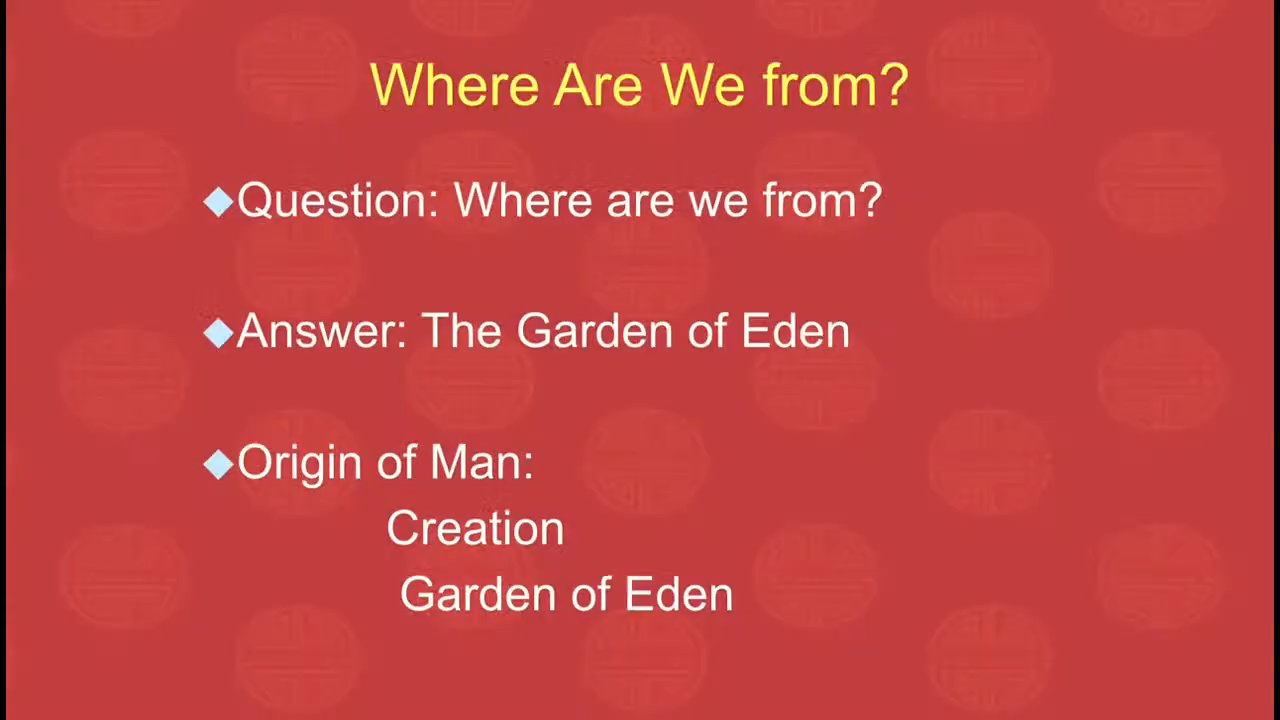 Where Are We from?
Question: Where are we from?
Answer: The Garden of Eden
Origin of Man:
Creation
Garden of Eden